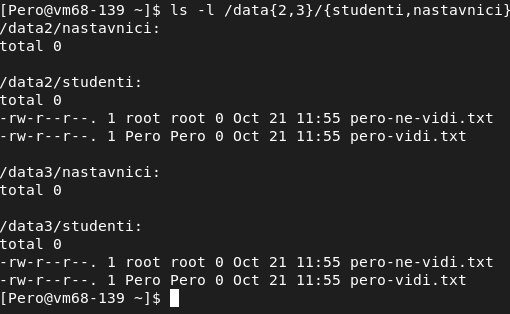 [Pero@vm68-139 ~]$ ls -l /data{2,3}/{studenti,nastavnici}
/data2/nastavnici:
total 0
/data2/studenti:
total 0
-rw-r--r--. 1 root root 0 Oct 21 11:55 pero-ne-vidi.txt
-rw-r--r--. 1 Pero Pero 0 Oct 21 11:55 pero-vidi.txt
/data3/nastavnici:
total 0
/data3/studenti:
total 0
-rw-r--r--. 1 root root 0 Oct 21 11:55 pero-ne-vidi.txt
-rw-r--r--. 1 Pero Pero 0 Oct 21 11:55 pero-vidi.txt
[Pero@vm68-139 ~]$